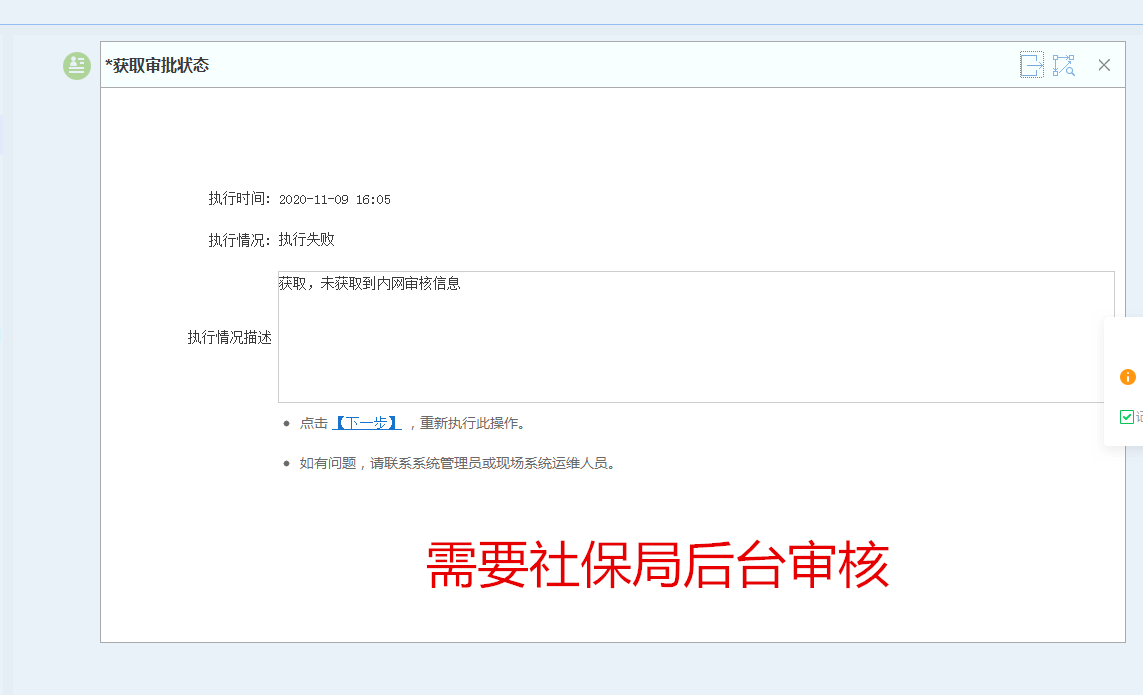 *获取审批状态
执行时间: 2020-11-09 16:05
执行情况: 执行失败
获取，未获取到内网审核信息
执行情况描述
点击【下一步】，重新执行此操作。
记
如有问题，请联系系统管理员或现场系统运维人员。
需要社保局后台审核